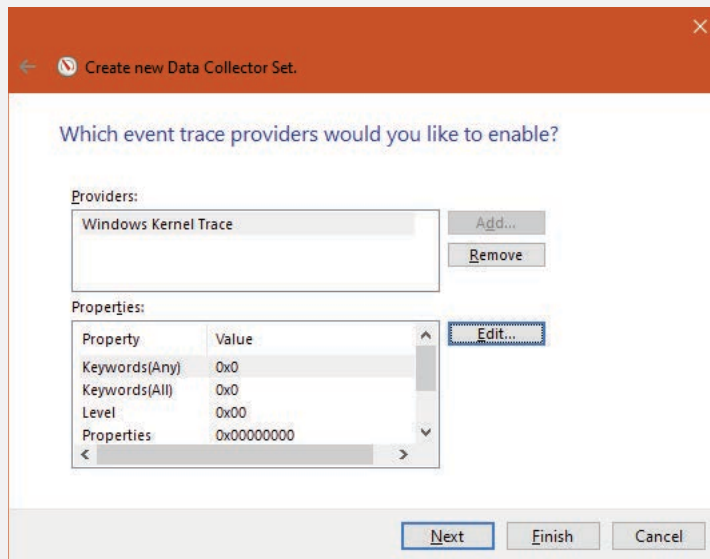 Create new Data Collector Set.
Which event trace providers would you like to enable?
Providers:
Windows Kernel Trace
Add...
Remove
Properties:
Property Value
Keywords(Any) 0x0
Keywords(All) 0x0
Level 0x00
Properties 0x00000000
Edit...
Next Finish Cancel